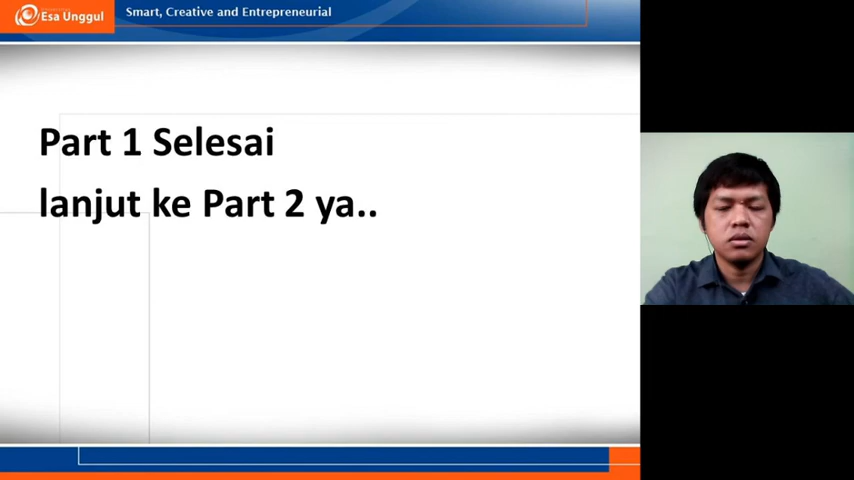 Esa Unggul
Smart, Creative and Entrepreneurial
Part 1 Selesai
lanjut ke Part 2 ya..